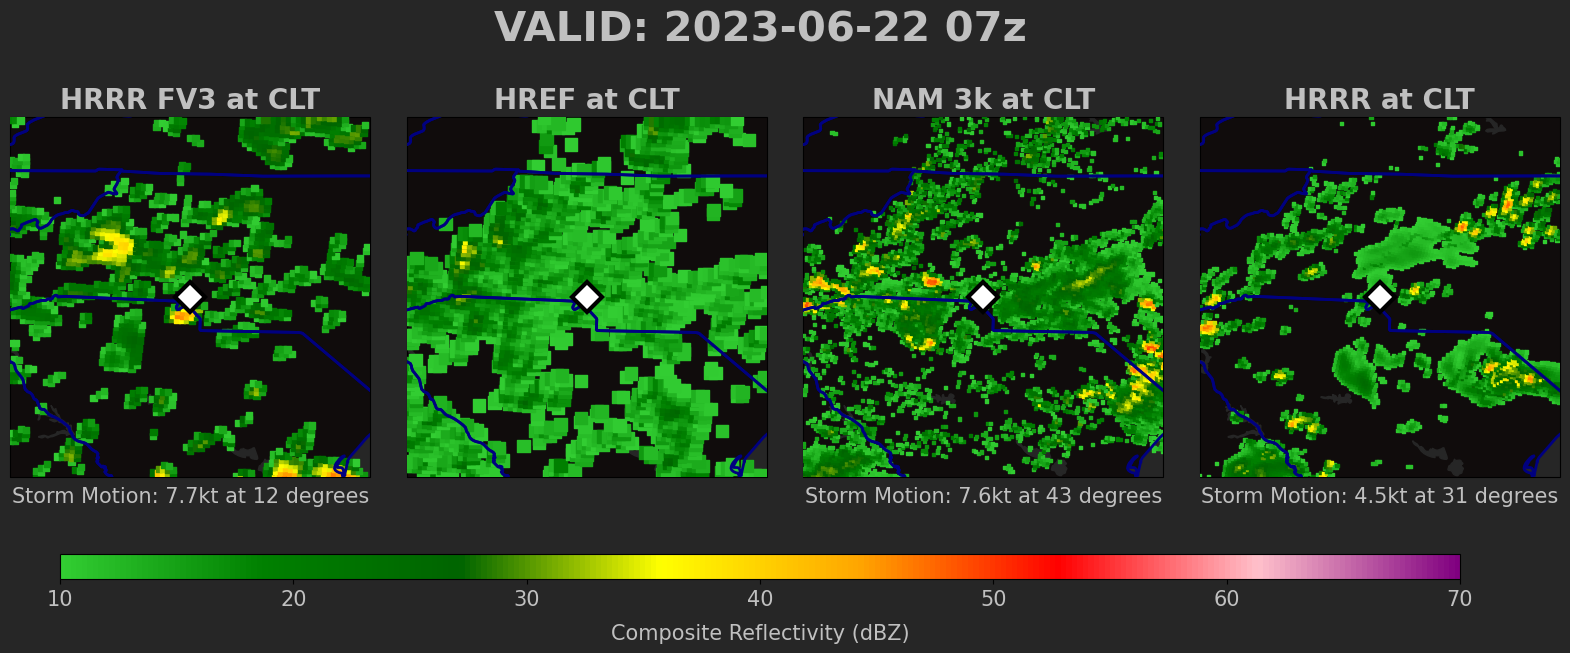 VALID: 2023-06-22 07z
HRRR FV3 at CLT
HREF at CLT
NAM 3k at CLT
HRRR at CLT
Storm Motion: 7.7kt at 12 degrees
Storm Motion: 7.6kt at 43 degrees
Storm Motion: 4.5kt at 31 degrees
10 20 30 40 50 60 70
Composite Reflectivity (dBZ)